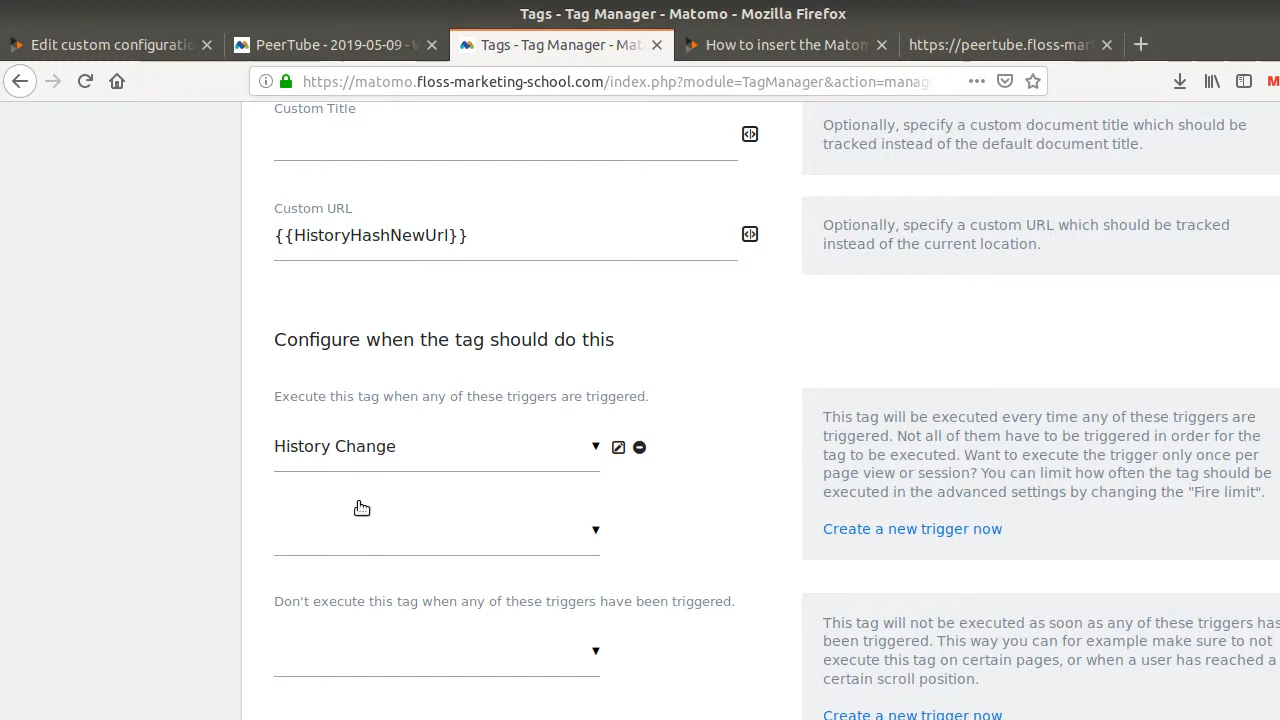 Tags - Tag Manager - Matomo - Mozilla Firefox
Edit custom configuratio
PeerTube - 2019-05-09 -
Tags - Tag Manager - Mat
How to insert the Matom
https://peertube.floss-mar
https://matomo.floss-marketing-school.com/index.php?module=TagManager&action=manag
Custom Title
Optionally, specify a custom document title which should be
tracked instead of the default document title.
Custom URL
{{HistoryHashNewUrl}}
Optionally, specify a custom URL which should be tracked
instead of the current location.
Configure when the tag should do this
Execute this tag when any of these triggers are triggered.
History Change
This tag will be executed every time any of these triggers are
triggered. Not all of them have to be triggered in order for the
tag to be executed. Want to execute the trigger only once per
page view or session? You can limit how often the tag should be
executed in the advanced settings by changing the "Fire limit".
Create a new trigger now
Don't execute this tag when any of these triggers have been triggered.
This tag will not be executed as soon as any of these triggers has
been triggered. This way you can for example make sure to not
execute this tag on certain pages, or when a user has reached a
certain scroll position.
Create a new trigger now